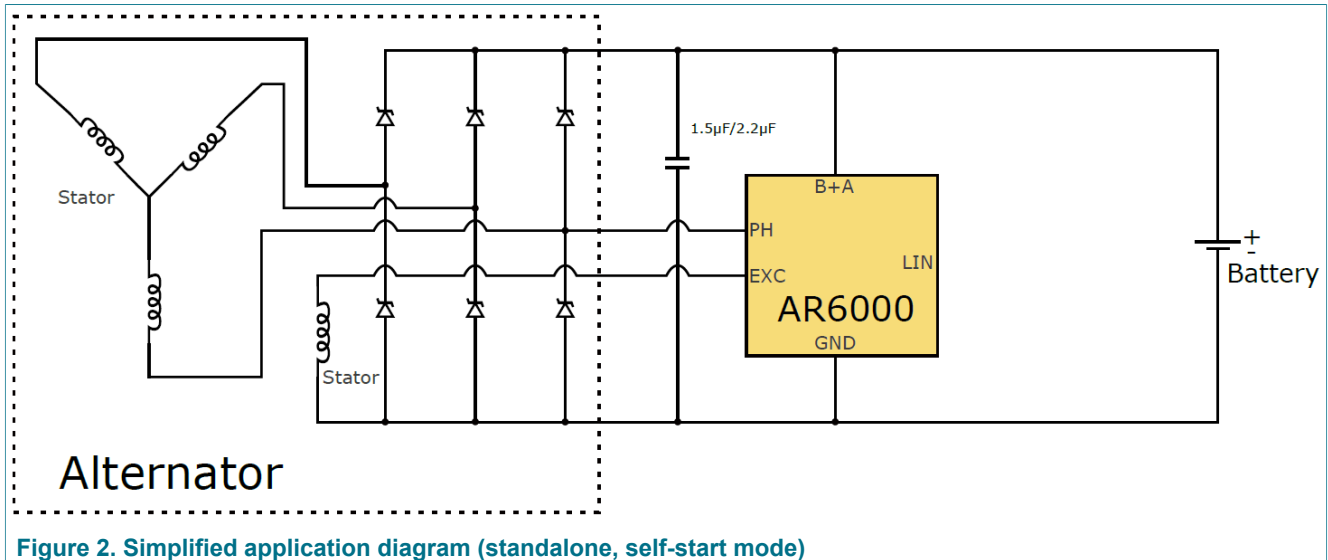 1.5µF/2.2µF
Stator
B+A
PH
LIN
+
-
EXC
Battery
AR6000
GND
Stator
Alternator
Figure 2. Simplified application diagram (standalone, self-start mode)